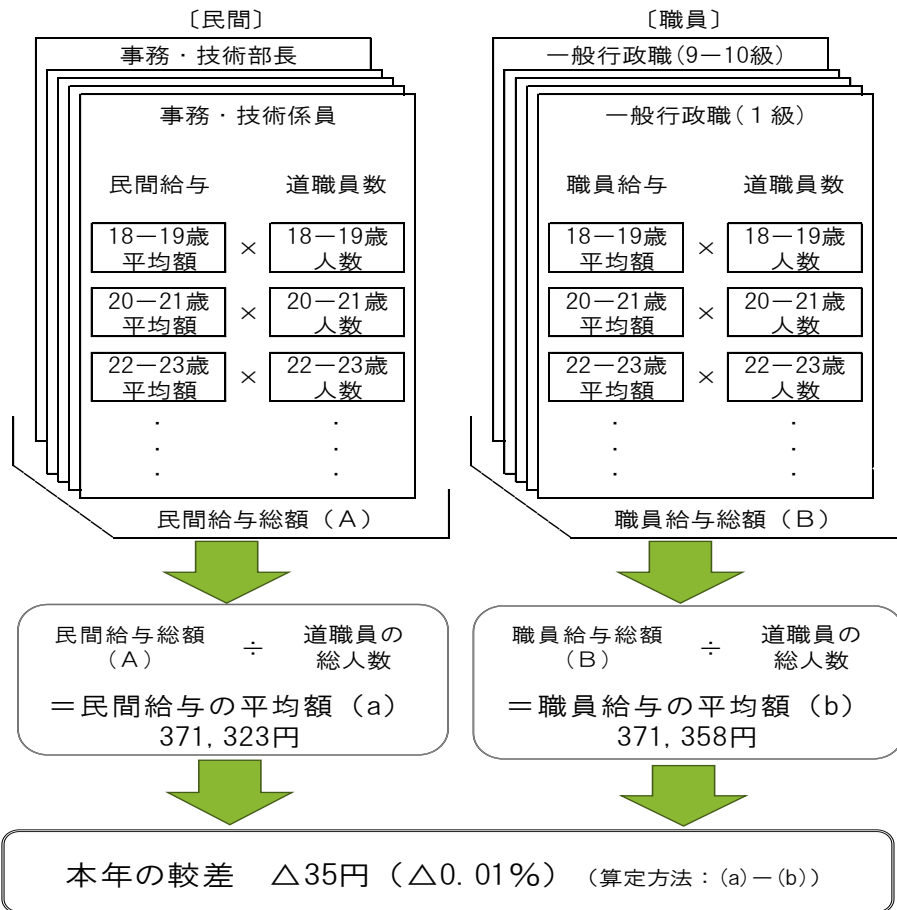 〔民間〕
事務・技術部長
事務・技術係員
民間給与 道職員数
18－19歳 平均額 × 18－19歳 人数
20－21歳 平均額 × 20－21歳 人数
22－23歳 平均額 × 22－23歳 人数
・ ・
・ ・
・ ・
民間給与総額（A）
〔職員〕
一般行政職(9－10級)
一般行政職(１級)
職員給与 道職員数
18－19歳 平均額 × 18－19歳 人数
20－21歳 平均額 × 20－21歳 人数
22－23歳 平均額 × 22－23歳 人数
・ ・
・ ・
・ ・
職員給与総額（B）
民間給与総額（A） ÷ 道職員の総人数
＝民間給与の平均額（a）
371,323円
職員給与総額（B） ÷ 道職員の総人数
＝職員給与の平均額（b）
371,358円
本年の較差 △35円（△0.01％）（算定方法：(a)－(b)）